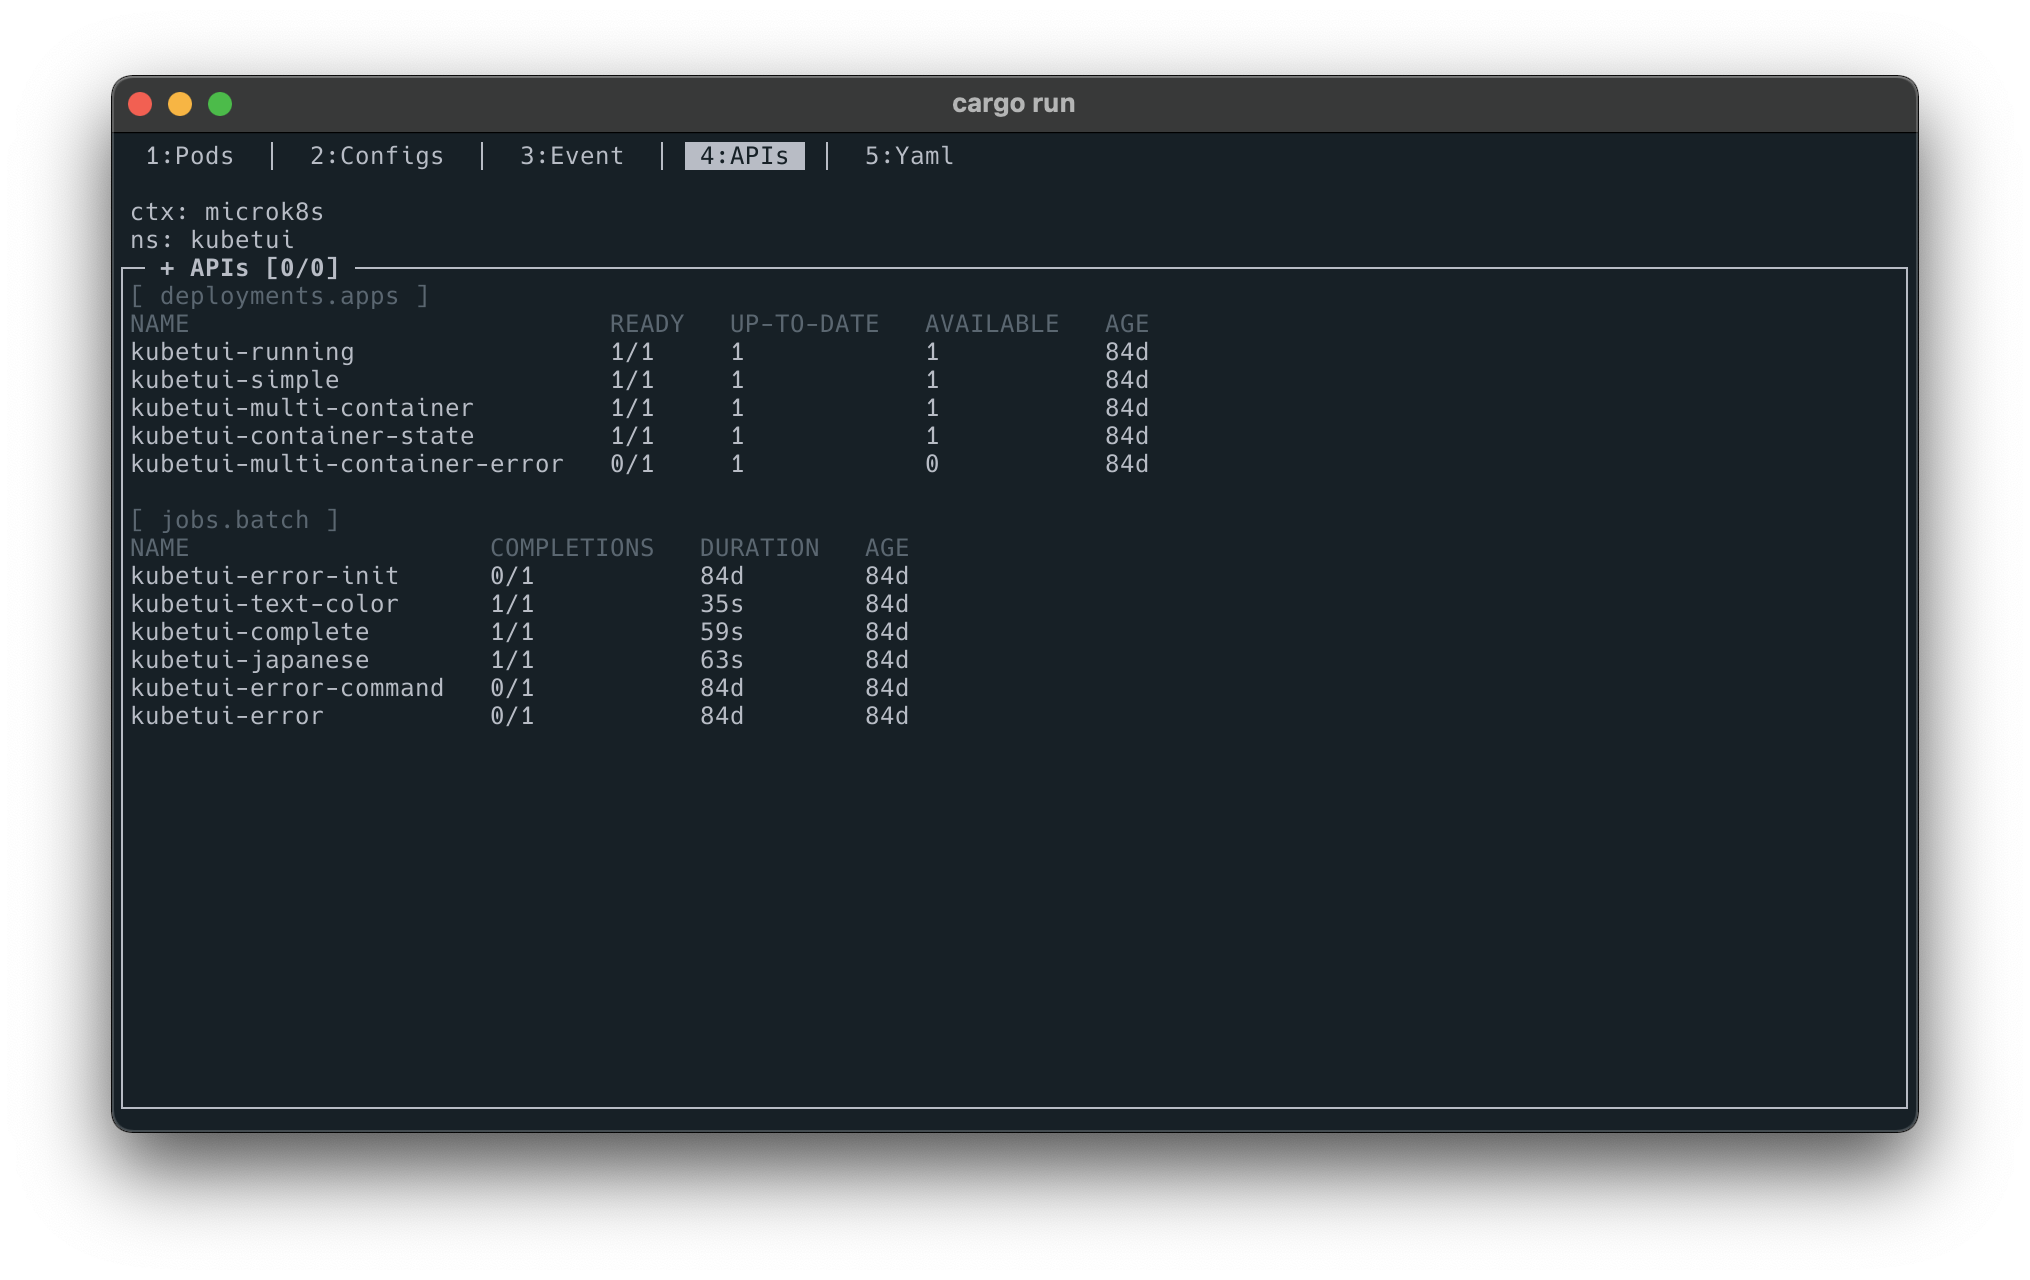 cargo run
1:Pods │ 2:Configs │ 3:Event │ 4:APIs │ 5:Yaml
ctx: microk8s
ns: kubetui
+ APIs [0/0]
[ deployments.apps ]
NAME READY UP-TO-DATE AVAILABLE AGE
kubetui-running 1/1 1 1 84d
kubetui-simple 1/1 1 1 84d
kubetui-multi-container 1/1 1 1 84d
kubetui-container-state 1/1 1 1 84d
kubetui-multi-container-error 0/1 1 0 84d
[ jobs.batch ]
NAME COMPLETIONS DURATION AGE
kubetui-error-init 0/1 84d 84d
kubetui-text-color 1/1 35s 84d
kubetui-complete 1/1 59s 84d
kubetui-japanese 1/1 63s 84d
kubetui-error-command 0/1 84d 84d
kubetui-error 0/1 84d 84d